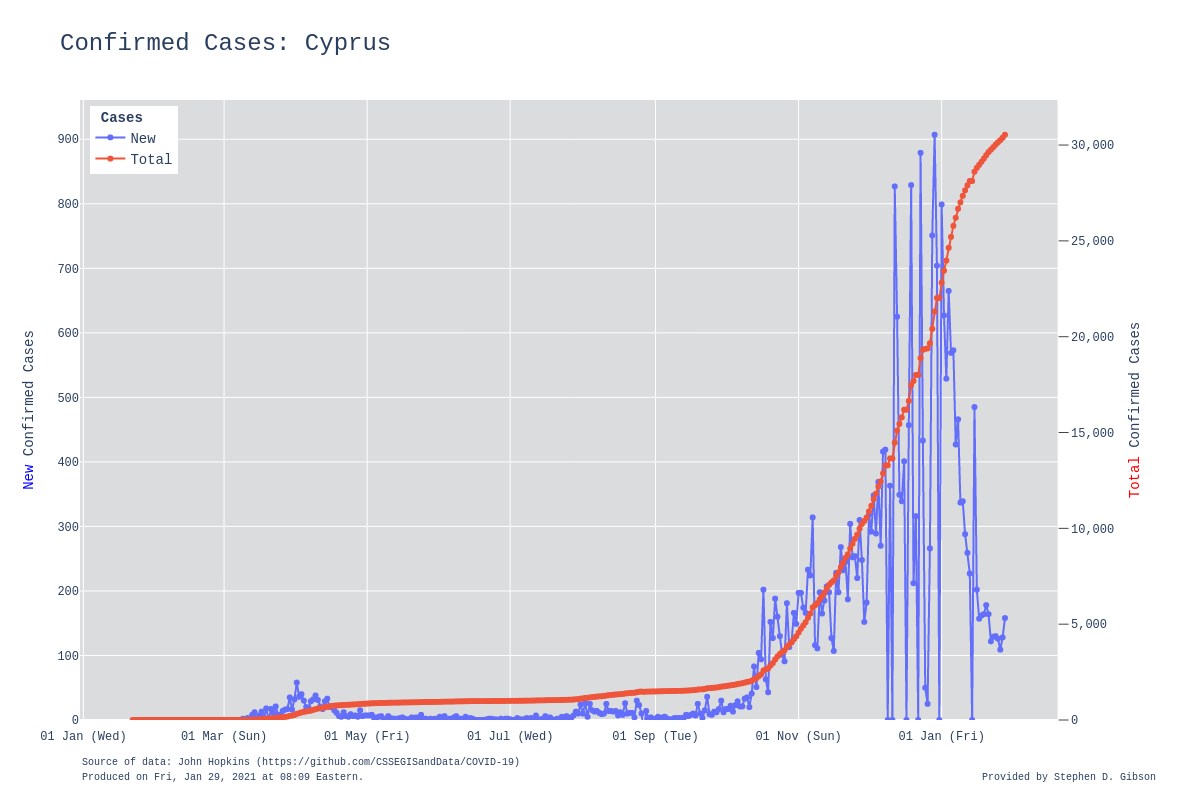 Confirmed Cases: Cyprus
Cases
New
Total
900
800
700
600
500
400
300
200
100
0
New Confirmed Cases
30,000
25,000
20,000
15,000
10,000
5,000
0
Total Confirmed Cases
01 Jan (Wed) 01 Mar (Sun) 01 May (Fri) 01 Jul (Wed) 01 Sep (Tue) 01 Nov (Sun) 01 Jan (Fri)
Source of data: John Hopkins (https://github.com/CSSEGISandData/COVID-19)
Produced on Fri, Jan 29, 2021 at 08:09 Eastern.
Provided by Stephen D. Gibson